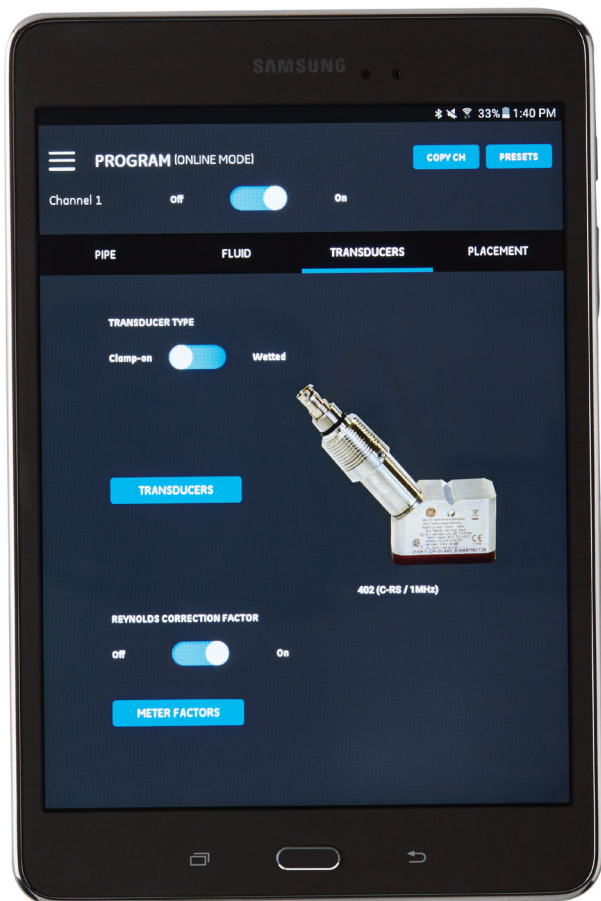 SAMSUNG
33% 1:40 PM
PROGRAM (ONLINE MODE)
COPY CH
PRESETS
Channel 1
Off
On
PIPE
FLUID
TRANSDUCERS
PLACEMENT
TRANSDUCER TYPE
Clamp-on
Wetted
TRANSDUCERS
402 (C-RS / 1MHz)
REYNOLDS CORRECTION FACTOR
Off
On
METER FACTORS